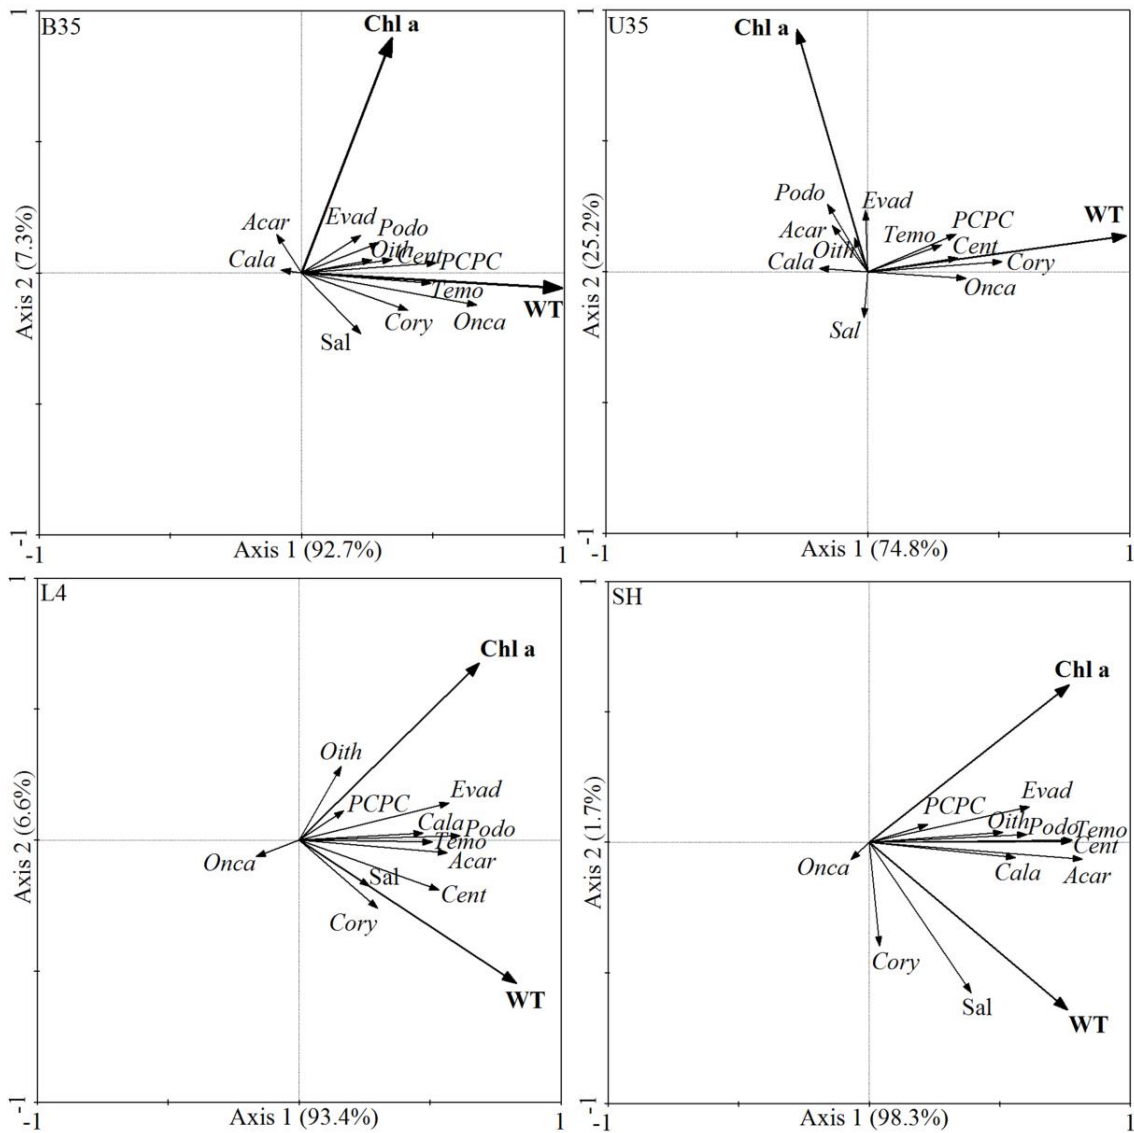 1
B35
Chl a
Acar
Evad
Podo
Oith
Cent
PCPC
Cala
Temo
WT
Cory
Onca
Sal
Axis 2 (7.3%)
-1
-1
Axis 1 (92.7%)
1
1
U35
Chl a
Podo
Evad
Acar
Oith
Temo
PCPC
WT
Cent
Cala
Cory
Onca
Sal
Axis 2 (25.2%)
-1
-1
Axis 1 (74.8%)
1
1
L4
Chl a
Oith
PCPC
Evad
Cala
Podo
Temo
Acar
Onca
Sal
Cent
Cory
WT
Axis 2 (6.6%)
-1
-1
Axis 1 (93.4%)
1
1
SH
Chl a
Evad
PCPC
Oith
Podo
Temo
Cent
Onca
Cala
Acar
Cory
Sal
WT
Axis 2 (1.7%)
-1
-1
Axis 1 (98.3%)
1